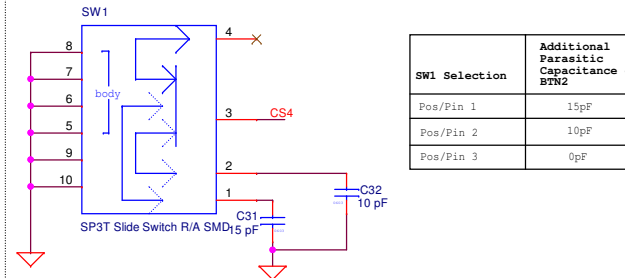 SW1
8
7
6
5
9
10
body
4
3
CS4
2
1
C31
15 pF
C32
10 pF
SP3T Slide Switch R/A SMD
SW1 Selection
Additional
Parasitic
Capacitance
BTN2
Pos/Pin 1
15pF
Pos/Pin 2
10pF
Pos/Pin 3
0pF